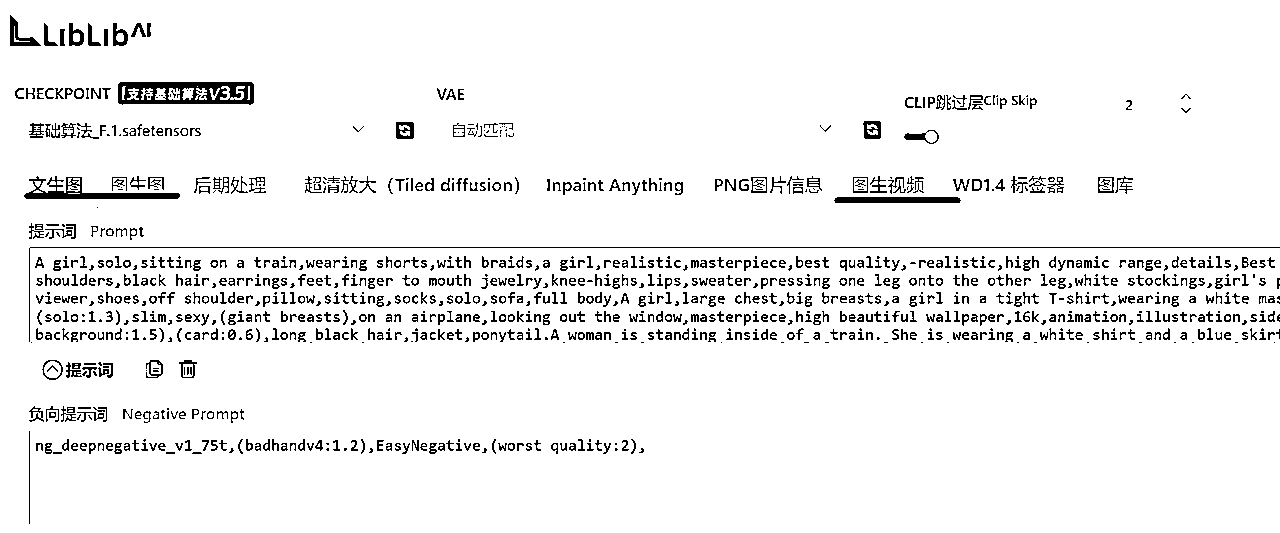 LibLib AI
CHECKPOINT 支持基础算法V3.5 VAE CLIP跳过层Clip Skip 2
基础算法_F.1.safetensors 自动匹配
文生图 图生图 后期处理 超清放大（Tiled diffusion） Inpaint Anything PNG图片信息 图生视频 WD1.4 标签器 图库
提示词 Prompt
A girl,solo,sitting on a train,wearing shorts,with braids,a girl,realistic,masterpiece,best quality,-realistic,high dynamic range,details,Best
shoulders,black hair,earrings,feet,finger to mouth jewelry,knee-highs,lips,sweater,pressing one leg onto the other leg,white stockings,girl's p
viewer,shoes,off shoulder,pillow,sitting,socks,solo,sofa,full body,A girl,large chest,big breasts,a girl in a tight T-shirt,wearing a white mas
(solo:1.3),slim,sexy,(giant breasts),on an airplane,looking out the window,masterpiece,high beautiful wallpaper,16k,animation,illustration,side
background:1.5),(card:0.6),long black hair,jacket,ponytail.A woman is standing inside of a train. She is wearing a white shirt and a blue skirt
提示词
负向提示词 Negative Prompt
ng_deepnegative_v1_75t,(badhandv4:1.2),EasyNegative,(worst quality:2),